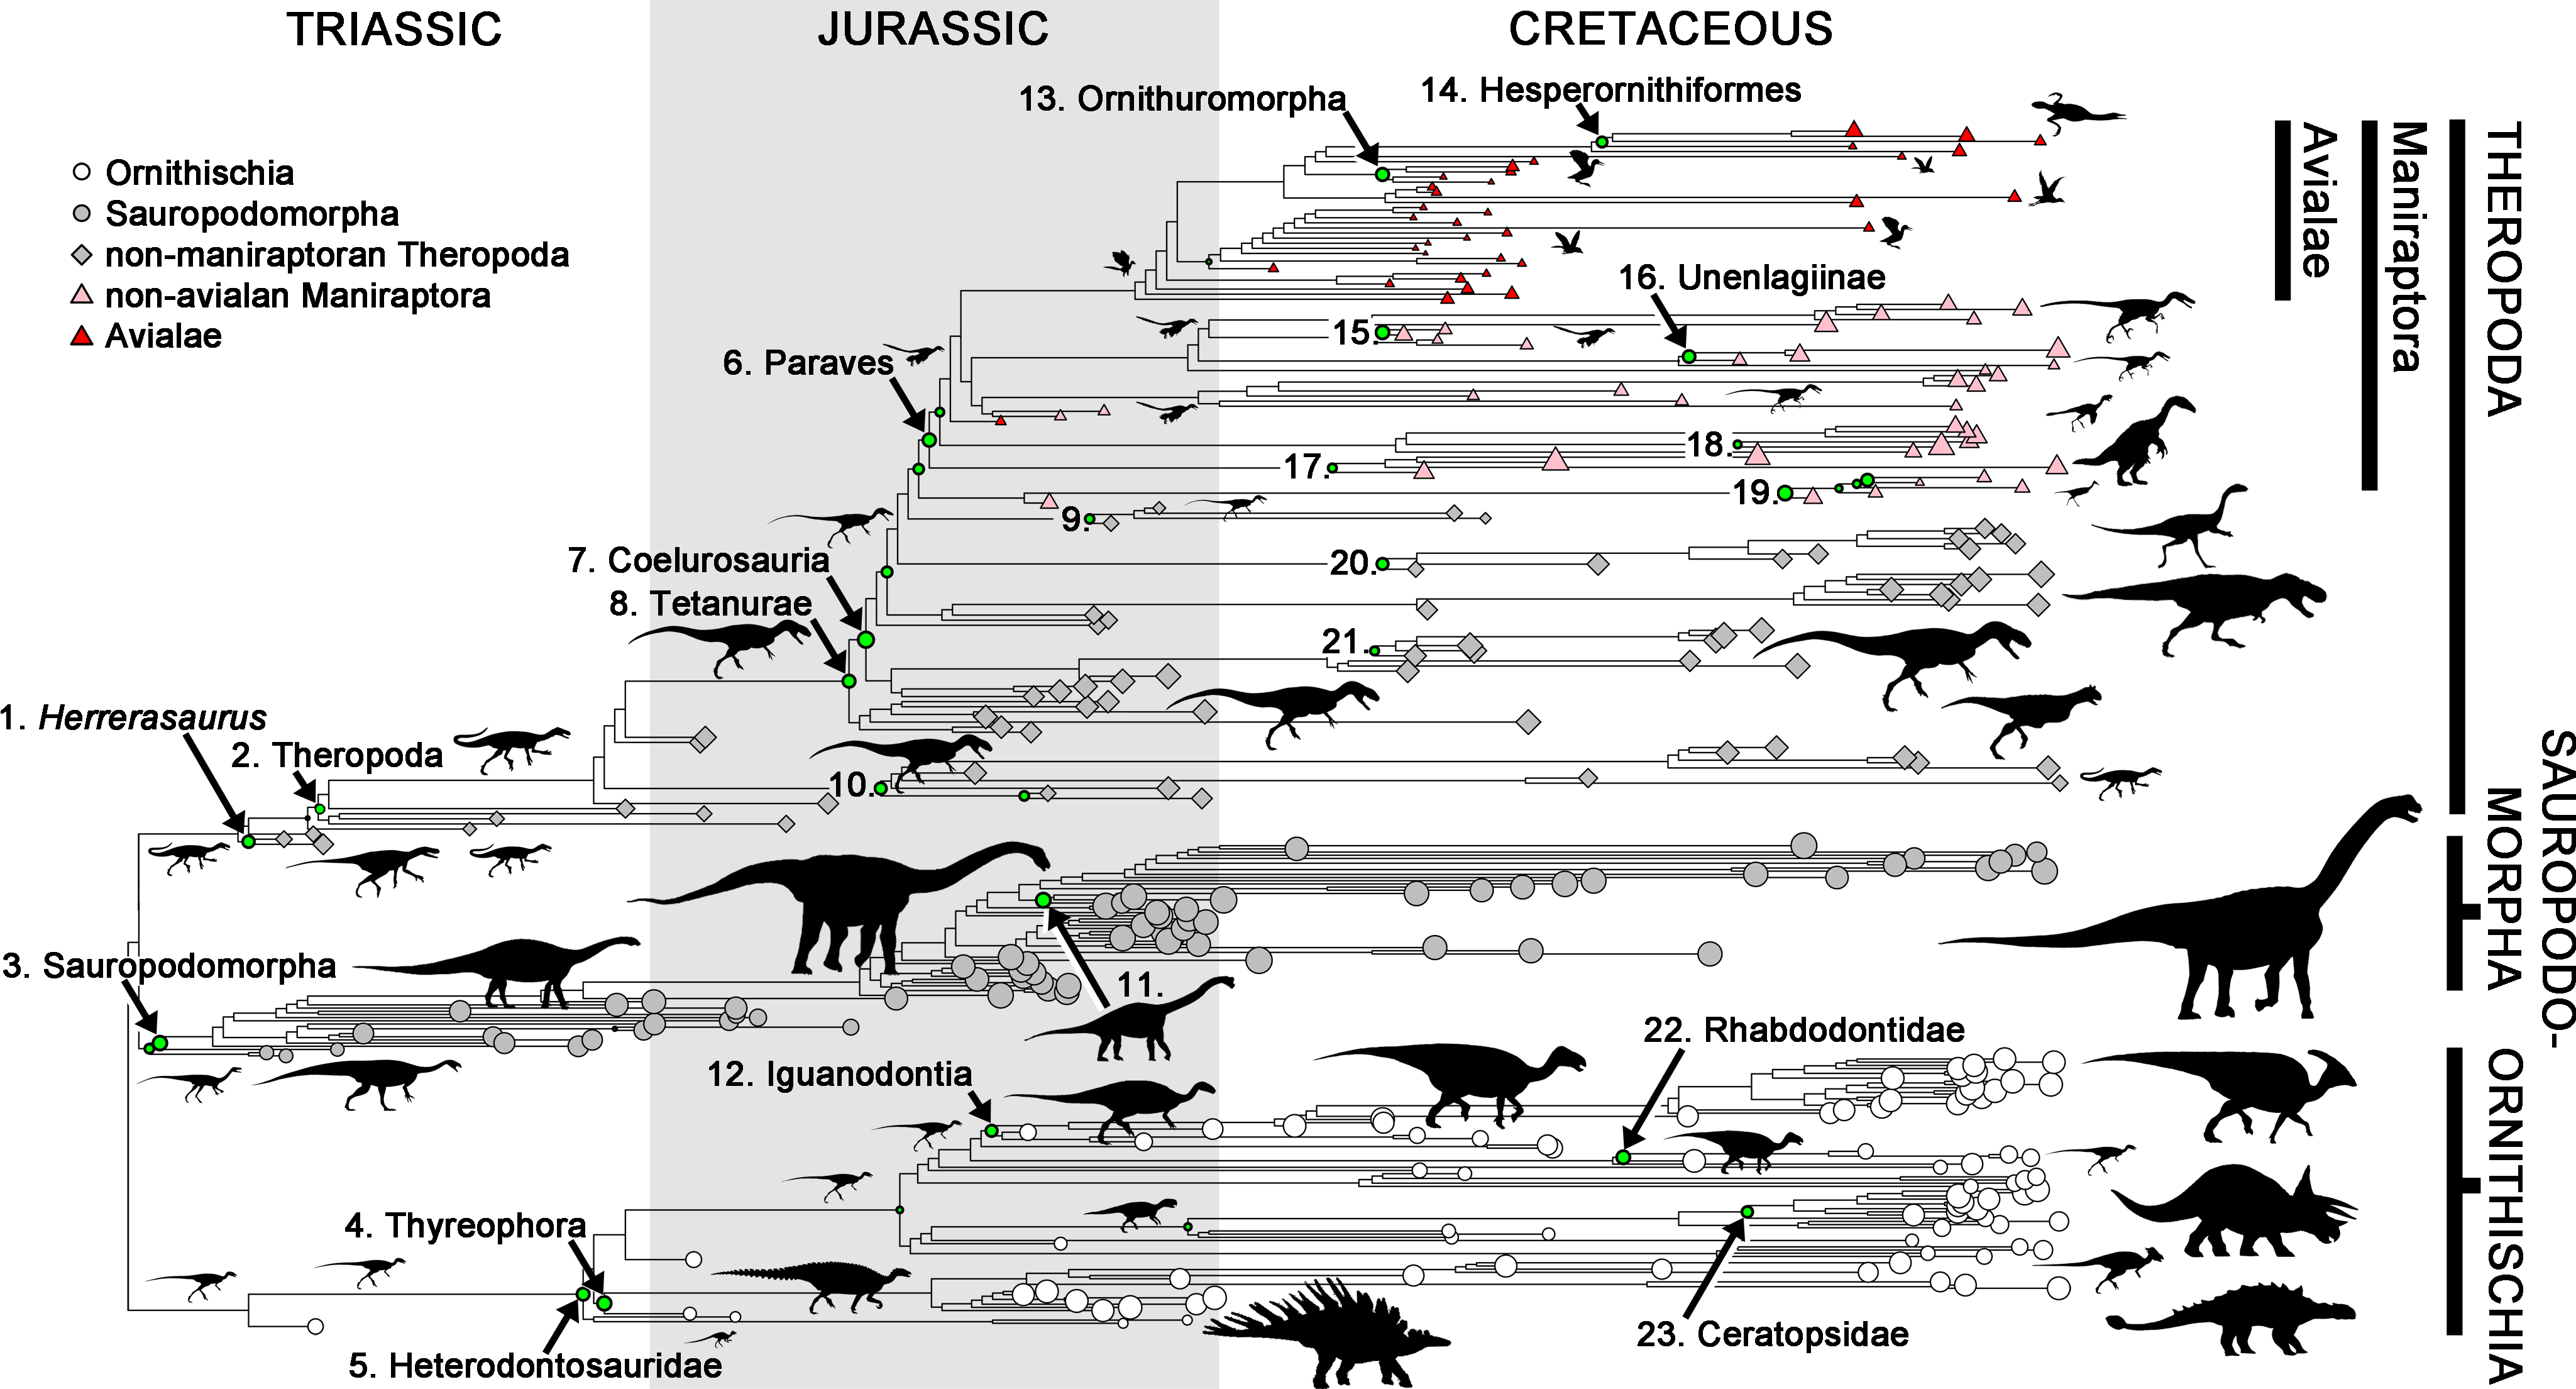 TRIASSIC
JURASSIC
CRETACEOUS
14. Hesperornithiformes
13. Ornithuromorpha
Ornithischia
Sauropodomorpha
non-maniraptoran Theropoda
non-avialan Maniraptora
Avialae
16. Unenlagiinae
15.
6. Paraves
18.
17.
19.
9.
7. Coelurosauria
20.
8. Tetanurae
21.
1. Herrerasaurus
2. Theropoda
10.
3. Sauropodomorpha
11.
22. Rhabdodontidae
12. Iguanodontia
4. Thyreophora
23. Ceratopsidae
5. Heterodontosauridae
Avialae
Maniraptora
THEROPODA
SAUROPODO-
MORPHA
ORNITHISCHIA